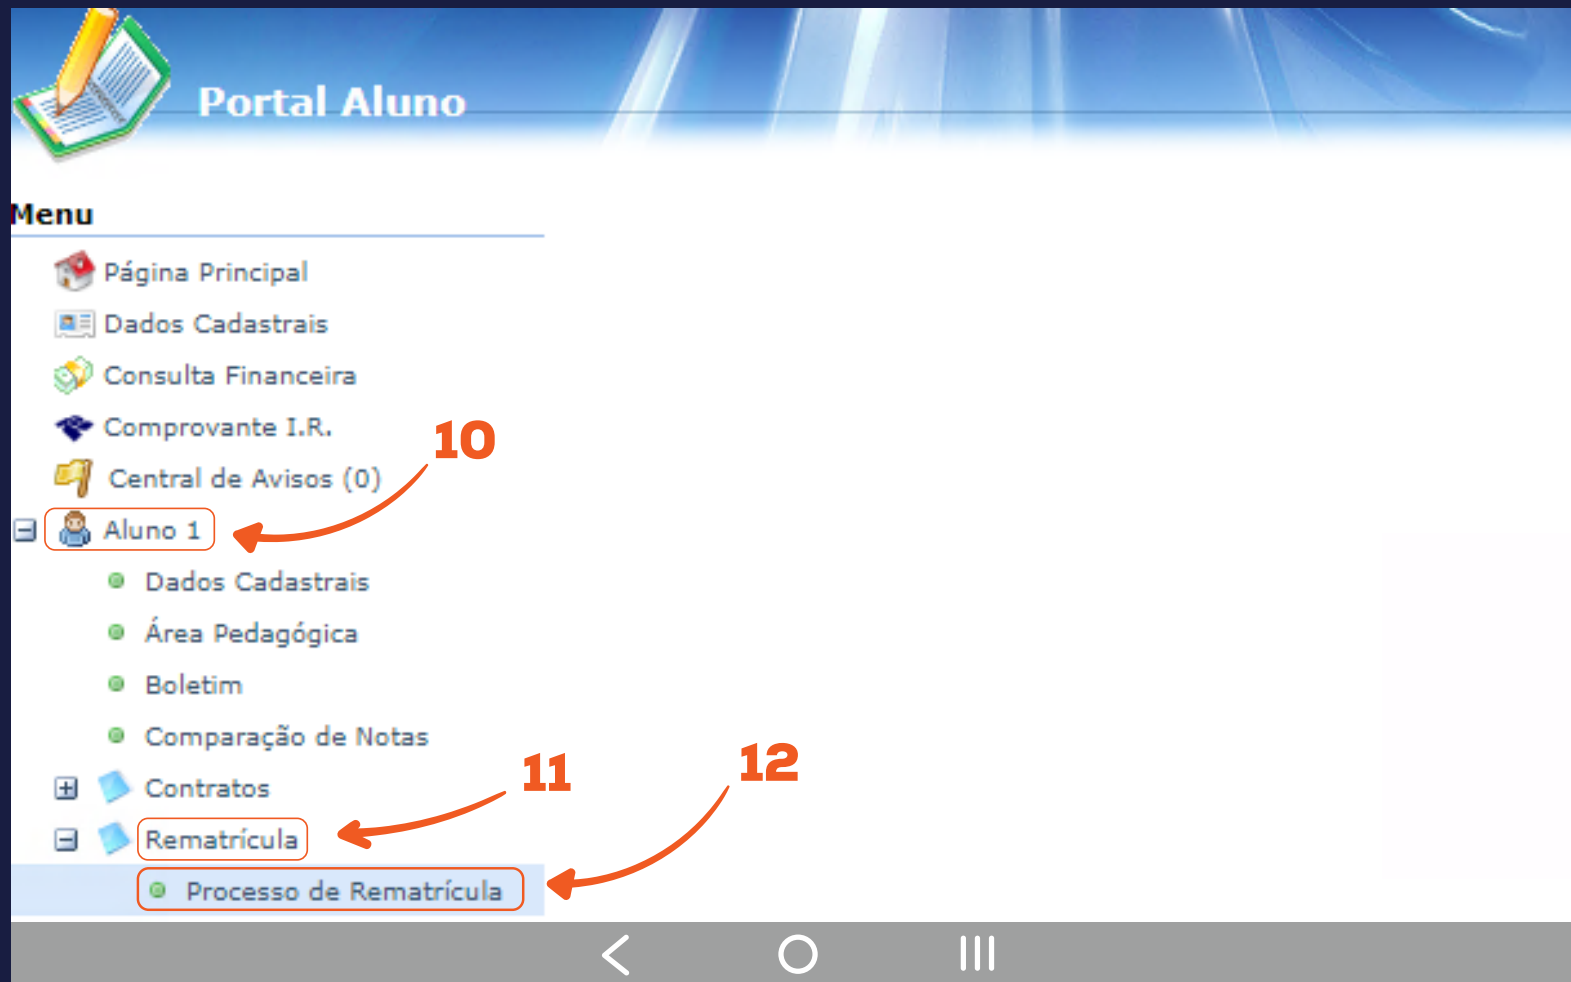 Portal Aluno
Menu
Página Principal
Dados Cadastrais
Consulta Financeira
Comprovante I.R.
10
Central de Avisos (0)
Aluno 1
Dados Cadastrais
Área Pedagógica
Boletim
Comparação de Notas
11
12
Contratos
Rematrícula
Processo de Rematrícula